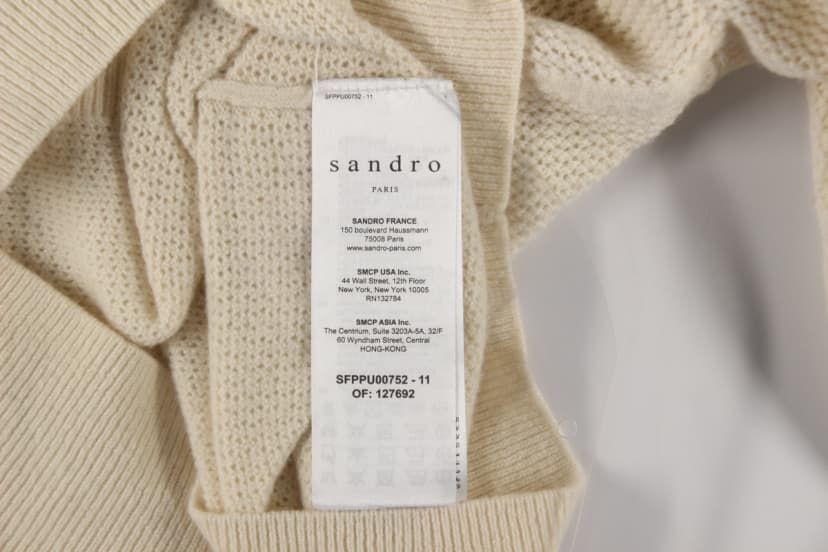 SFPPU00752 - 11
sandro
PARIS
SANDRO FRANCE
150 boulevard Haussmann
75008 Paris
www.sandro-paris.com
SMCP USA Inc.
44 Wall Street, 12th Floor
New York, New York 10005
RN132784
SMCP ASIA Inc.
The Centrium, Suite 3203A-5A, 32/F
60 Wyndham Street, Central
HONG-KONG
SFPPU00752 - 11
OF: 127692